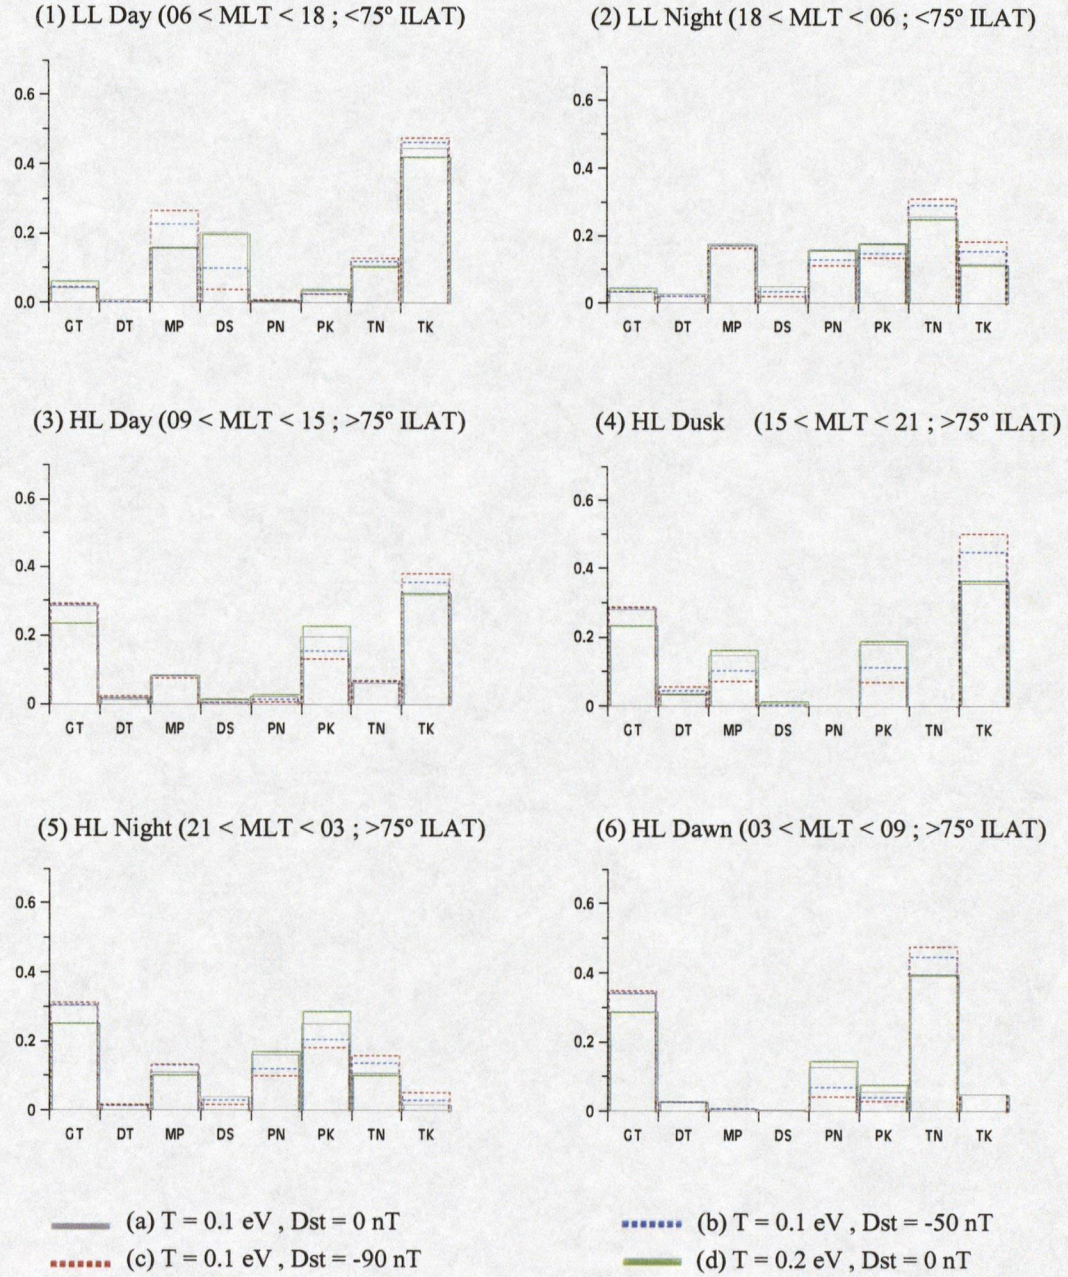 (1) LL Day (06 < MLT < 18 ; <75º ILAT)
0.6
0.4
0.2
0.0
GT DT MP DS PN PK TN TK
(2) LL Night (18 < MLT < 06 ; <75º ILAT)
0.6
0.4
0.2
0
GT DT MP DS PN PK TN TK
(3) HL Day (09 < MLT < 15 ; >75º ILAT)
0.6
0.4
0.2
0
GT DT MP DS PN PK TN TK
(4) HL Dusk (15 < MLT < 21 ; >75º ILAT)
0.6
0.4
0.2
0
GT DT MP DS PN PK TN TK
(5) HL Night (21 < MLT < 03 ; >75º ILAT)
0.6
0.4
0.2
0
GT DT MP DS PN PK TN TK
(6) HL Dawn (03 < MLT < 09 ; >75º ILAT)
0.6
0.4
0.2
0
GT DT MP DS PN PK TN TK
(a) T = 0.1 eV , Dst = 0 nT
(b) T = 0.1 eV , Dst = -50 nT
(c) T = 0.1 eV , Dst = -90 nT
(d) T = 0.2 eV , Dst = 0 nT